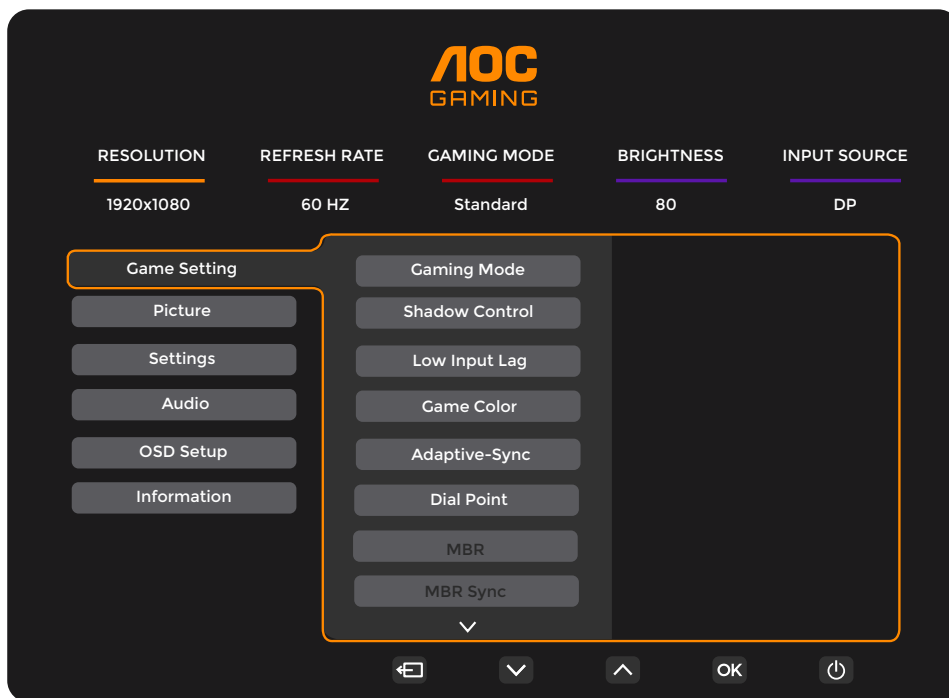 AOC
GAMING
RESOLUTION REFRESH RATE GAMING MODE BRIGHTNESS INPUT SOURCE
1920x1080 60 HZ Standard 80 DP
Game Setting Gaming Mode
Picture Shadow Control
Settings Low Input Lag
Audio Game Color
OSD Setup Adaptive-Sync
Information Dial Point
MBR
MBR Sync
OK